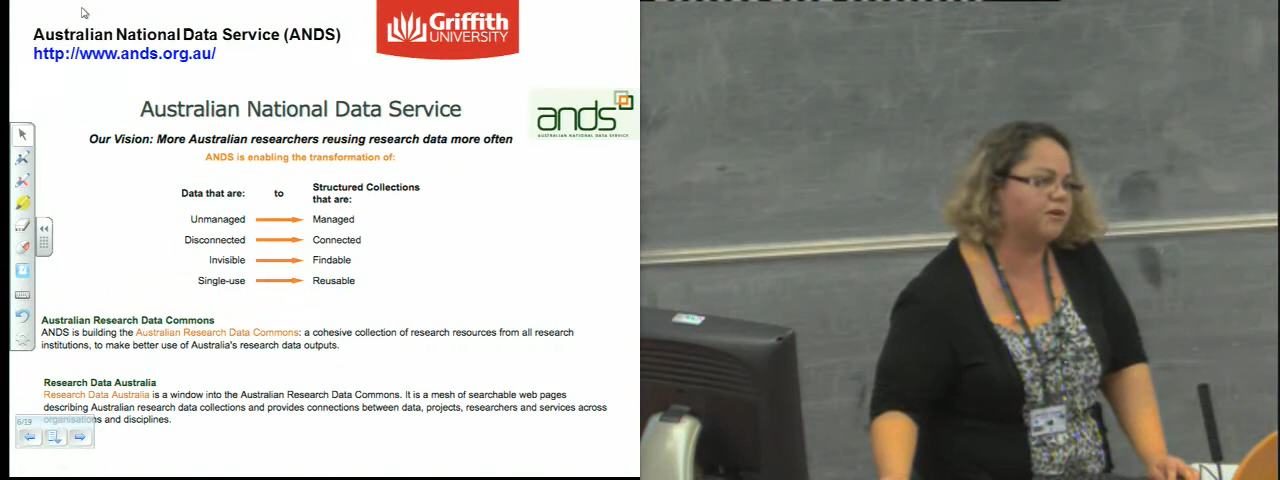 Australian National Data Service (ANDS)
http://www.ands.org.au/
Griffith
UNIVERSITY
Australian National Data Service
ands
AUSTRALIAN NATIONAL DATA SERVICE
Our Vision: More Australian researchers reusing research data more often
ANDS is enabling the transformation of:
Data that are: to Structured Collections
that are:
Unmanaged Managed
Disconnected Connected
Invisible Findable
Single-use Reusable
Australian Research Data Commons
ANDS is building the Australian Research Data Commons: a cohesive collection of research resources from all research
institutions, to make better use of Australia's research data outputs.
Research Data Australia
Research Data Australia is a window into the Australian Research Data Commons. It is a mesh of searchable web pages
describing Australian research data collections and provides connections between data, projects, researchers and services across
organisations and disciplines.
6/19